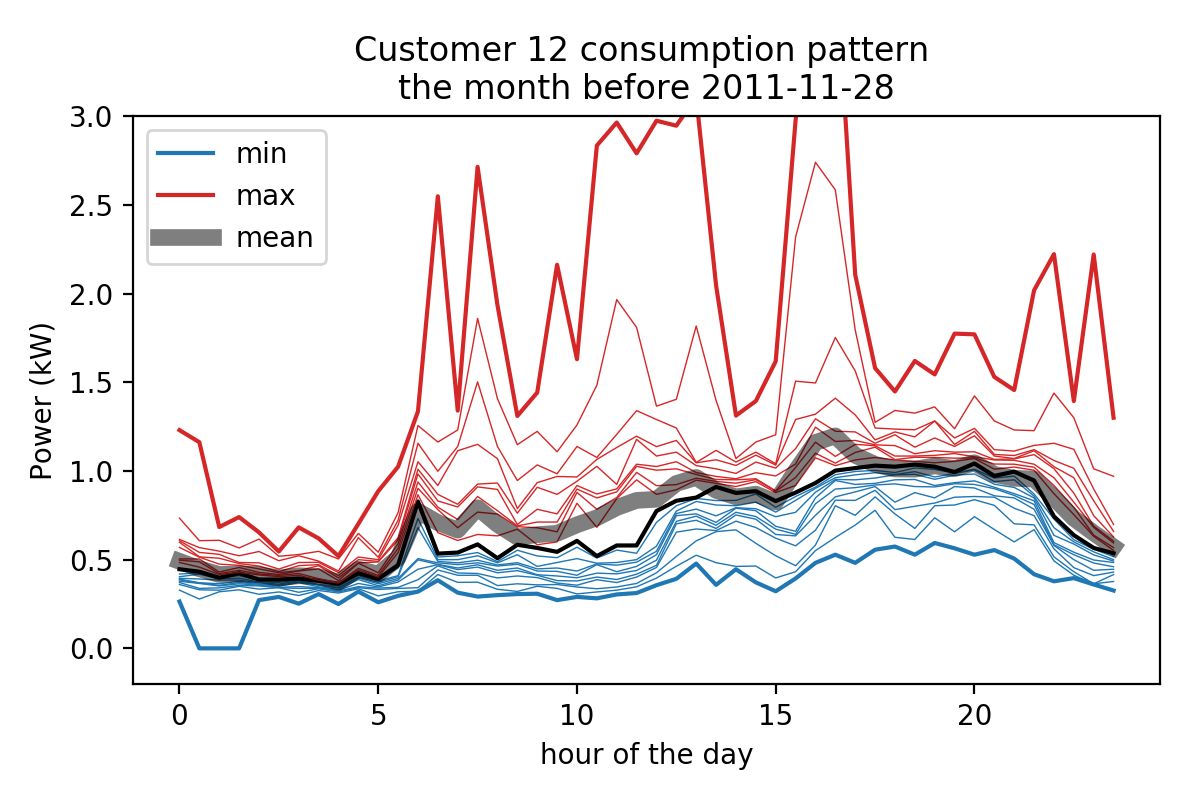 Customer 12 consumption pattern
the month before 2011-11-28
3.0
2.5
2.0
1.5
1.0
0.5
0.0
Power (kW)
min
max
mean
0 5 10 15 20
hour of the day